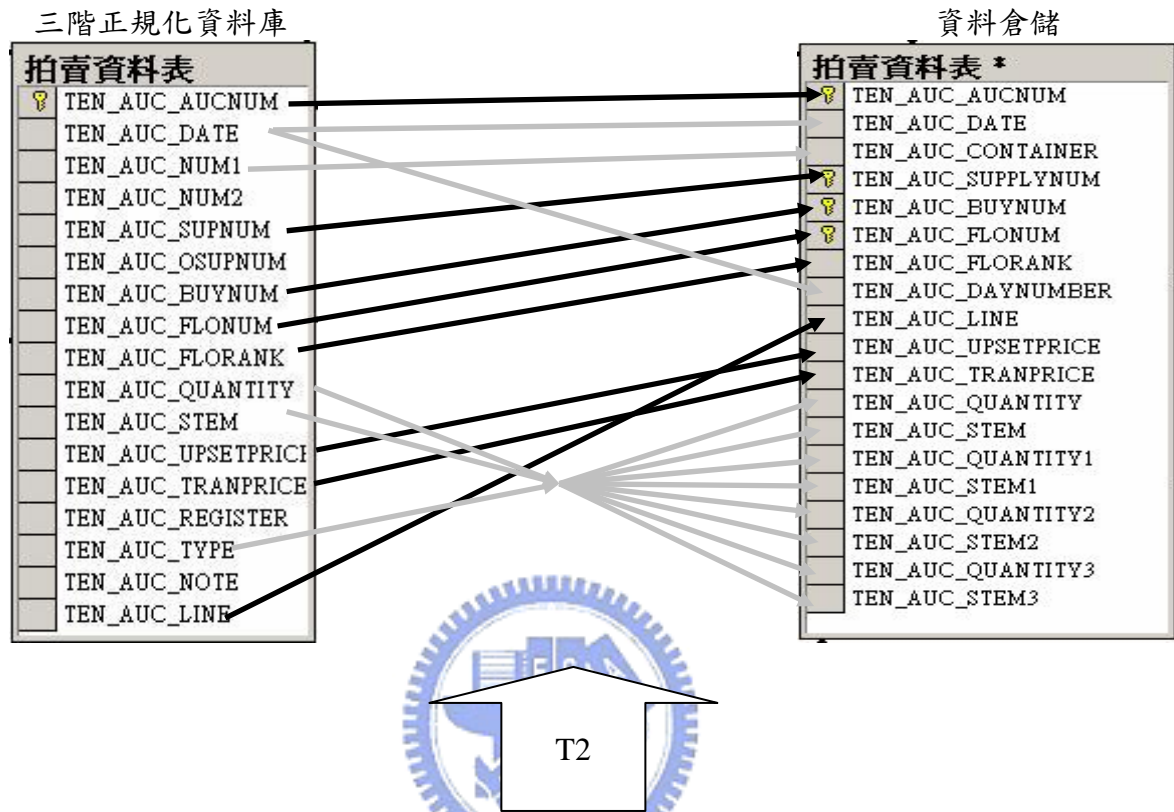 三階正規化資料庫
拍賣資料表
TEN_AUC_AUCNUM
TEN_AUC_DATE
TEN_AUC_NUM1
TEN_AUC_NUM2
TEN_AUC_SUPNUM
TEN_AUC_OSUPNUM
TEN_AUC_BUYNUM
TEN_AUC_FLONUM
TEN_AUC_FLORANK
TEN_AUC_QUANTITY
TEN_AUC_STEM
TEN_AUC_UPSETPRICE
TEN_AUC_TRANPRICE
TEN_AUC_REGISTER
TEN_AUC_TYPE
TEN_AUC_NOTE
TEN_AUC_LINE
資料倉儲
拍賣資料表 *
TEN_AUC_AUCNUM
TEN_AUC_DATE
TEN_AUC_CONTAINER
TEN_AUC_SUPPLYNUM
TEN_AUC_BUYNUM
TEN_AUC_FLONUM
TEN_AUC_FLORANK
TEN_AUC_DAYNUMBER
TEN_AUC_LINE
TEN_AUC_UPSETPRICE
TEN_AUC_TRANPRICE
TEN_AUC_QUANTITY
TEN_AUC_STEM
TEN_AUC_QUANTITY1
TEN_AUC_STEM1
TEN_AUC_QUANTITY2
TEN_AUC_STEM2
TEN_AUC_QUANTITY3
TEN_AUC_STEM3
T2